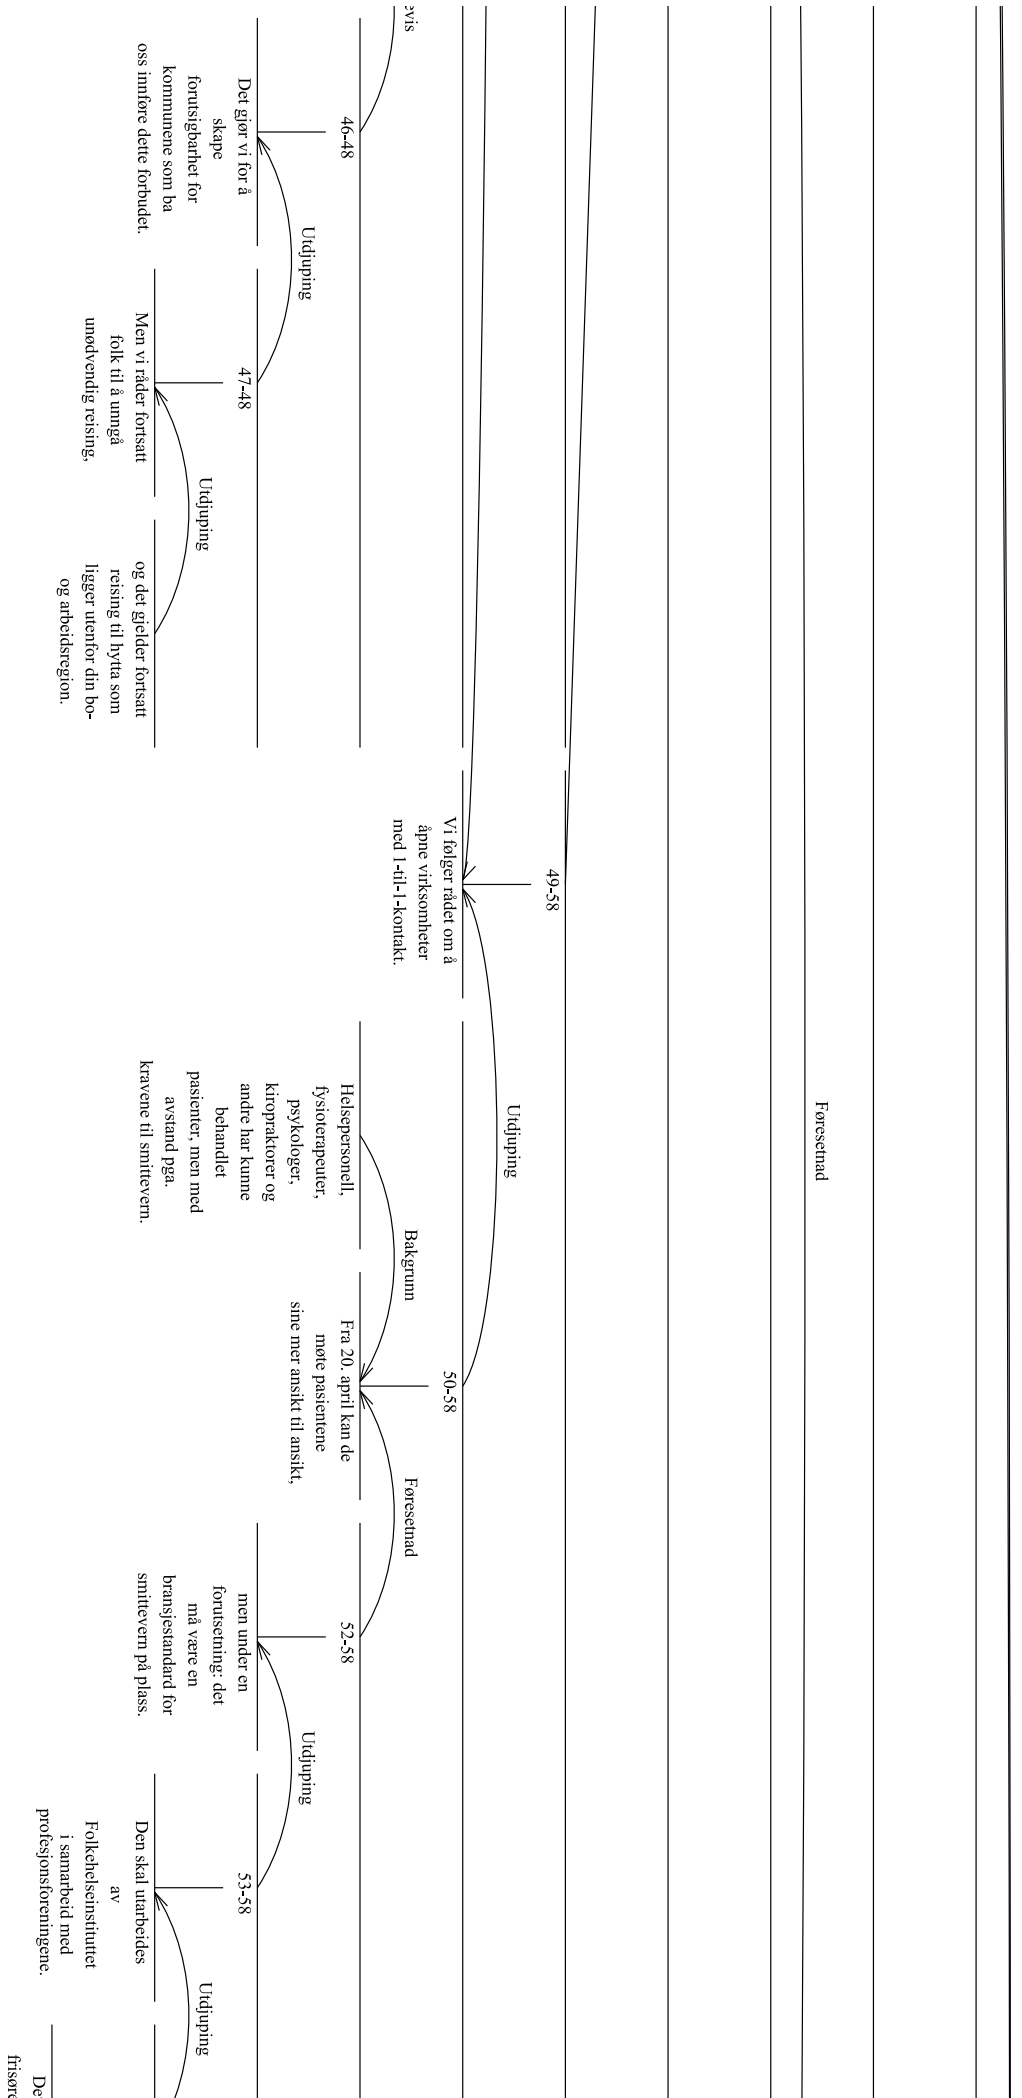 evis
46-48
Det gjør vi for å
skape
forutsigbarhet for
kommunene som ba
oss innføre dette forbudet.
Utdjuping
47-48
Men vi råder fortsatt
folk til å unngå
unødvendig reising,
Utdjuping
og det gjelder fortsatt
reising til hytta som
ligger utenfor din bo-
og arbeidsregion.
49-58
Vi følger rådet om å
åpne virksomheter
med 1-til-1-kontakt.
Føresetnad
Utdjuping
Helsepersonell,
fysioterapeuter,
psykologer,
kiropraktorer og
andre har kunne
behandlet
pasienter, men med
avstand pga.
kravene til smittevern.
Bakgrunn
50-58
Fra 20. april kan de
møte pasientene
sine mer ansikt til ansikt,
Føresetnad
52-58
men under en
forutsetning: det
må være en
bransjestandard for
smittevern på plass.
Utdjuping
53-58
Den skal utarbeides
av
Folkehelseinstituttet
i samarbeid med
profesjonsforeningene.
Utdjuping
De
frisøre